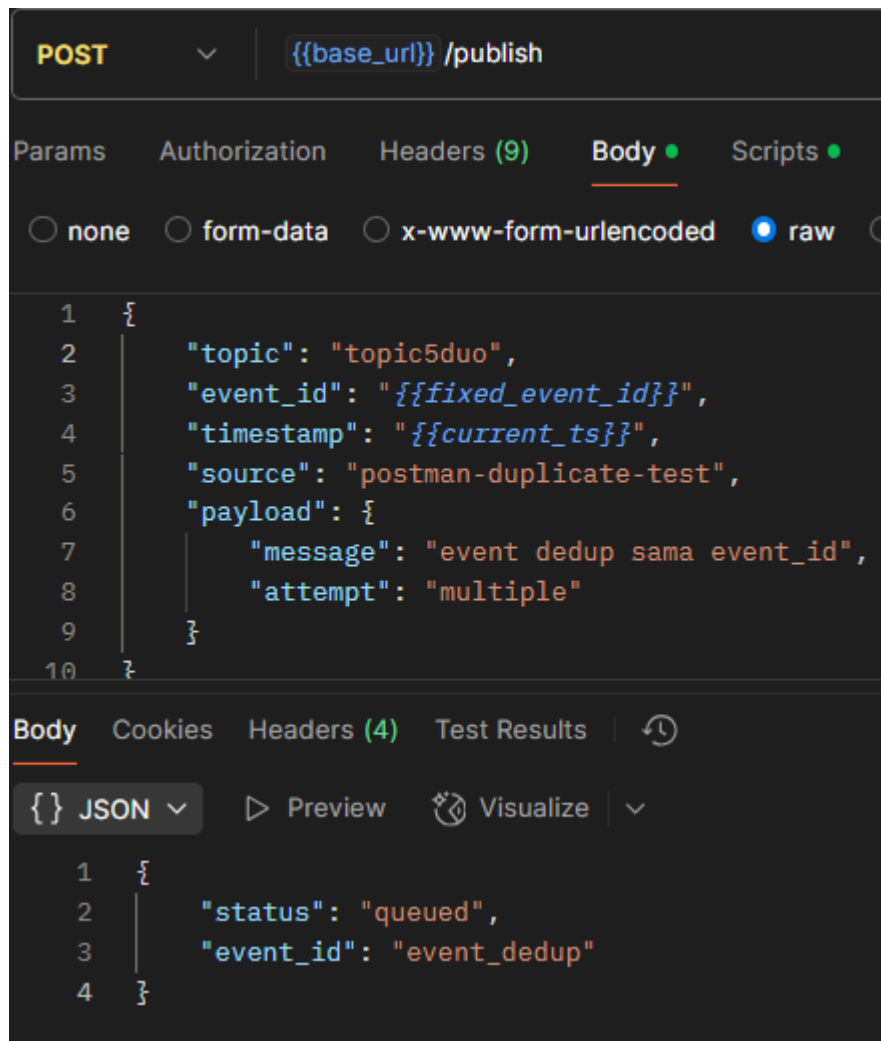 POST {{base_url}} /publish
Params Authorization Headers (9) Body Scripts
none form-data x-www-form-urlencoded raw
1 {
2 "topic": "topic5duo",
3 "event_id": "{{fixed_event_id}}",
4 "timestamp": "{{current_ts}}",
5 "source": "postman-duplicate-test",
6 "payload": {
7 "message": "event dedup sama event_id",
8 "attempt": "multiple"
9 }
10 }
Body Cookies Headers (4) Test Results
{} JSON Preview Visualize
1 {
2 "status": "queued",
3 "event_id": "event_dedup"
4 }